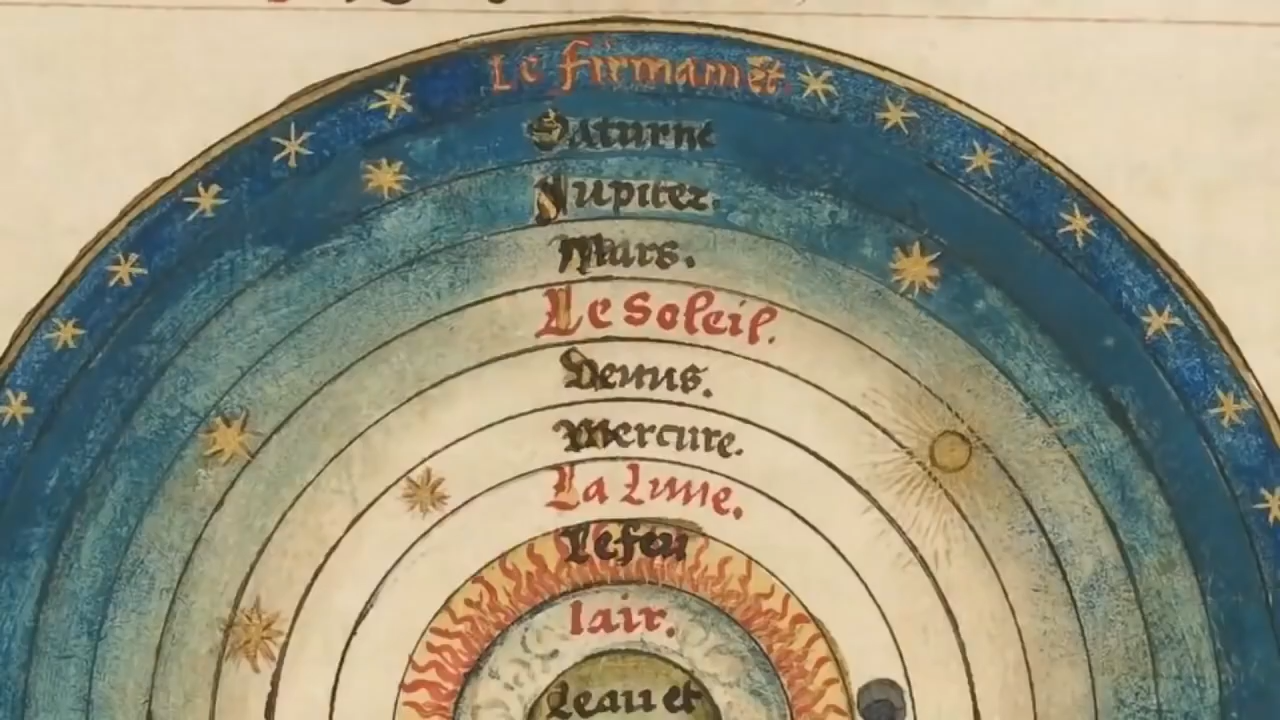 Le firmamēt.
Saturne
Jupiter.
Mars.
Le Soleil.
Venus.
Mercure.
La Lune.
Le feu
lair.
Leau et